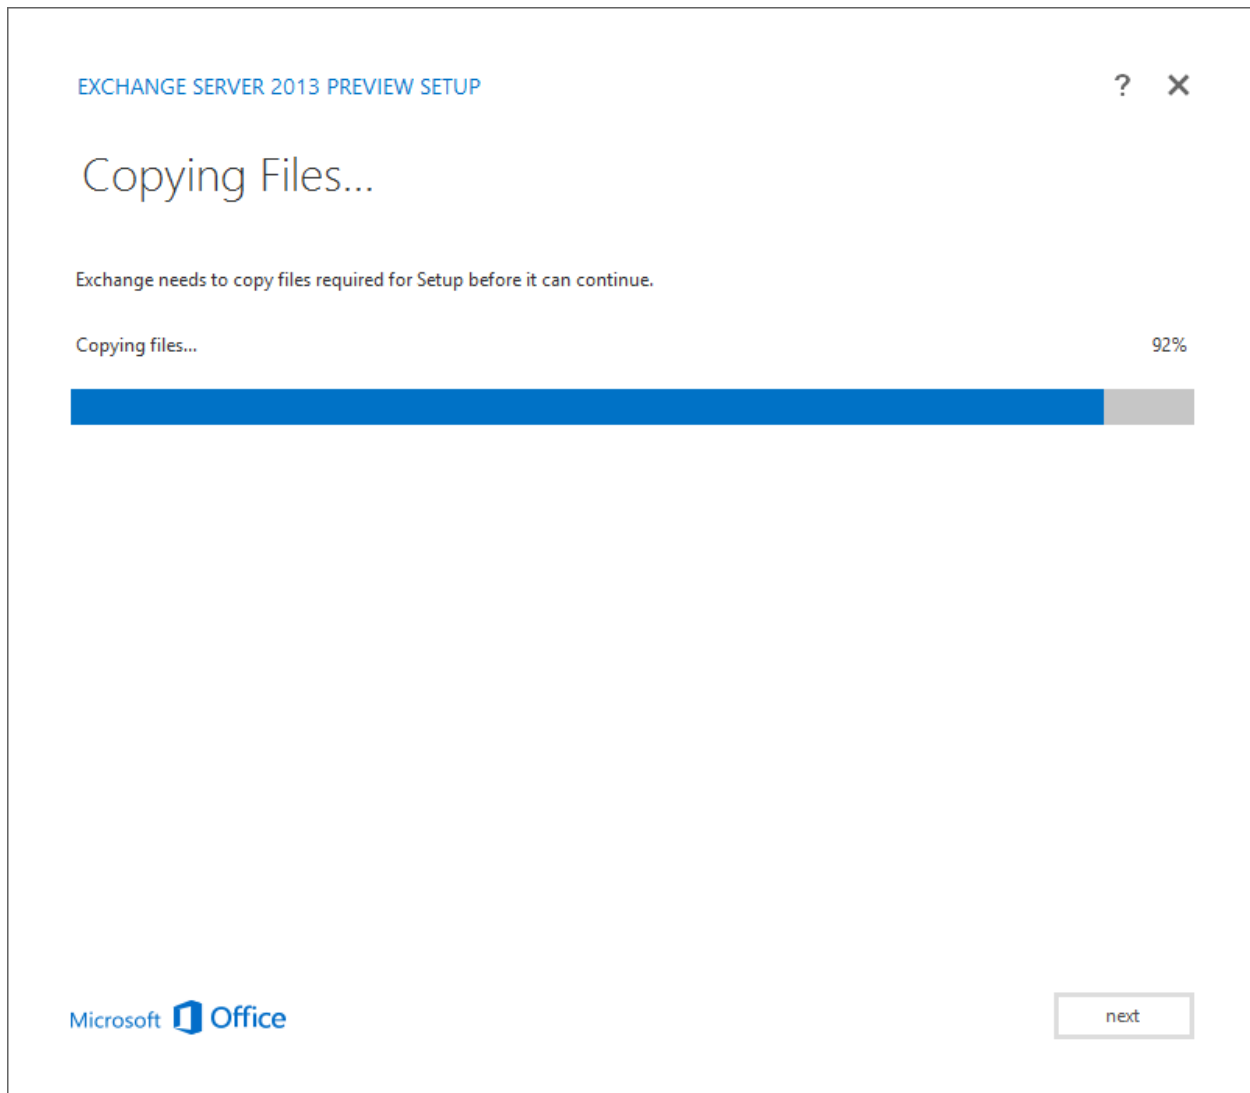 EXCHANGE SERVER 2013 PREVIEW SETUP ? ✕
Copying Files...
Exchange needs to copy files required for Setup before it can continue.
Copying files... 92%
Microsoft Office next